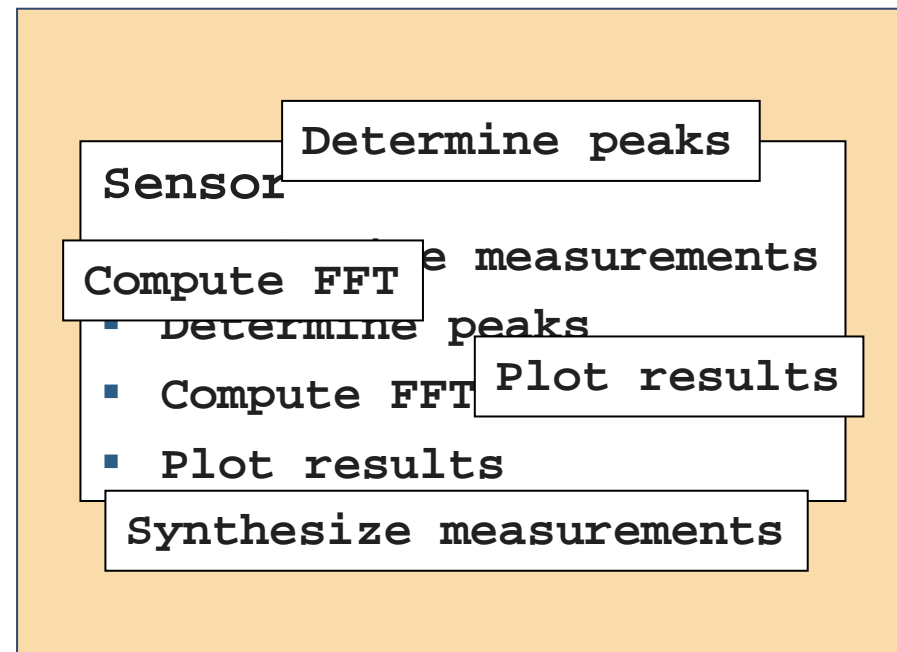 Determine peaks
Sensor
e measurements
Compute FFT
▪ Determine peaks
Plot results
▪ Compute FFT
▪ Plot results
Synthesize measurements